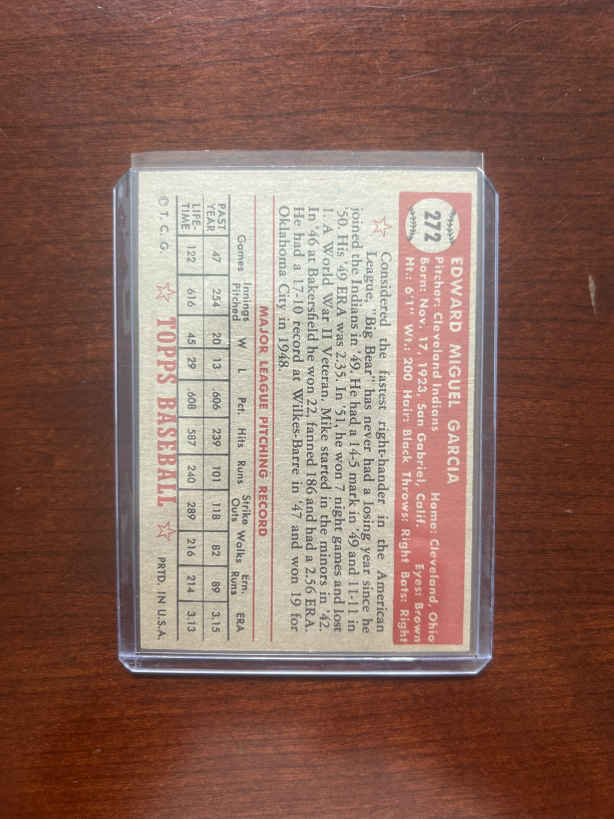 272
EDWARD MIGUEL GARCIA
Pitcher: Cleveland Indians Home: Cleveland, Ohio
Born: Nov. 17, 1923, San Gabriel, Calif. Eyes: Brown
Ht.: 6'1" Wt.: 200 Hair: Black Throws: Right Bats: Right
Considered the fastest right-hander in the American
League, "Big Bear" has never had a losing year since he
joined the Indians in '49. He had a 14-5 mark in '49 and 11-11 in
'50. His '49 ERA was 2.35. In '51, he won 7 night games and lost
1. A World War II Veteran, Mike started in the minors in '42.
In '46 at Bakersfield he won 22, fanned 186 and had a 2.56 ERA.
He had a 17-10 record at Wilkes-Barre in '47 and won 19 for
Oklahoma City in 1948.
MAJOR LEAGUE PITCHING RECORD
Games Innings Pitched W L Pct. Hits Runs Strike Outs Walks Ern. Runs ERA
PAST YEAR 47 254 20 13 .606 239 101 118 82 89 3.15
LIFE-TIME 122 616 45 29 .608 587 240 289 216 214 3.13
© T. C. G. TOPPS BASEBALL PRTD. IN U.S.A.